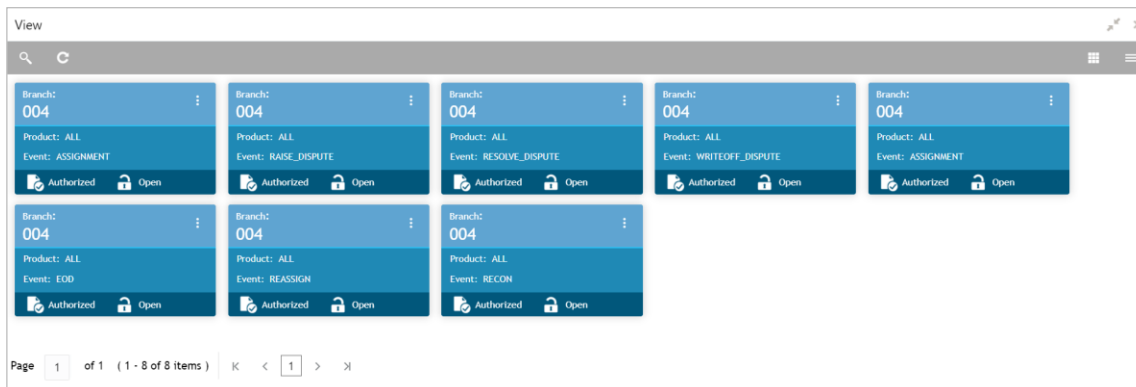 View
Branch:
004
Product: ALL
Event: ASSIGNMENT
Authorized Open
Branch:
004
Product: ALL
Event: RAISE_DISPUTE
Authorized Open
Branch:
004
Product: ALL
Event: RESOLVE_DISPUTE
Authorized Open
Branch:
004
Product: ALL
Event: WRITEOFF_DISPUTE
Authorized Open
Branch:
004
Product: ALL
Event: ASSIGNMENT
Authorized Open
Branch:
004
Product: ALL
Event: EOD
Authorized Open
Branch:
004
Product: ALL
Event: REASSIGN
Authorized Open
Branch:
004
Product: ALL
Event: RECON
Authorized Open
Page 1 of 1 ( 1 - 8 of 8 items ) 1